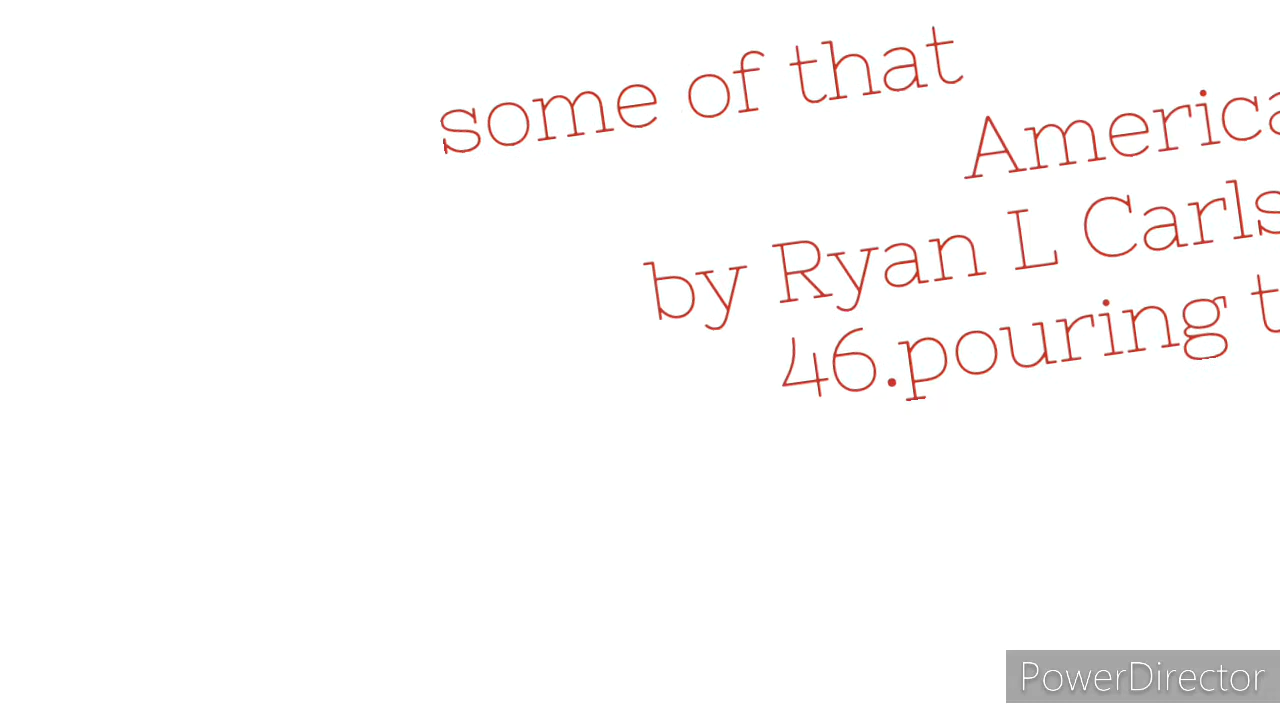 some of that
America
by Ryan L Carls
46.pouring t
PowerDirector